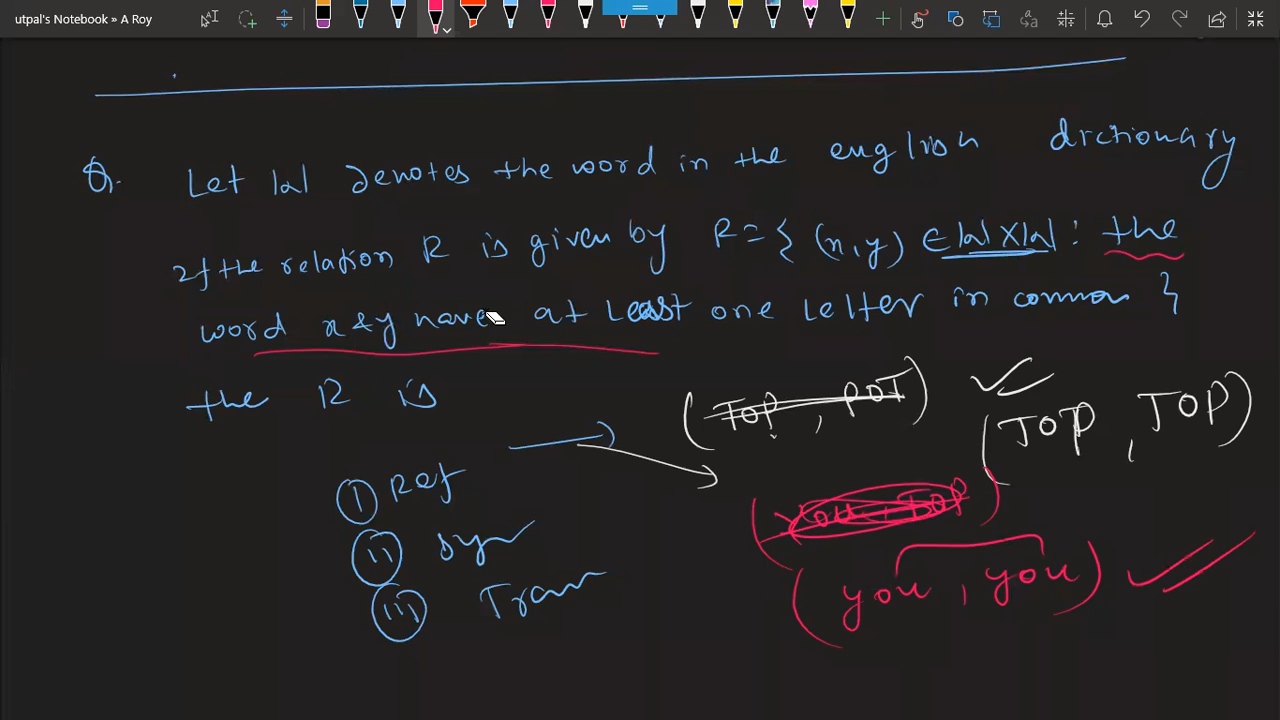 utpal's Notebook » A Roy
Q. Let |a| denotes the word in the english dictionary
If the relation R is given by R = { (x, y) ∈ |a| X |a| : the
word x & y have at least one letter in common }
the R is
(TOP, POT) ✓
(TOP, TOP)
(i) Ref
(you, TOP)
(ii) sym
(you, you) ✓
(iii) Tran